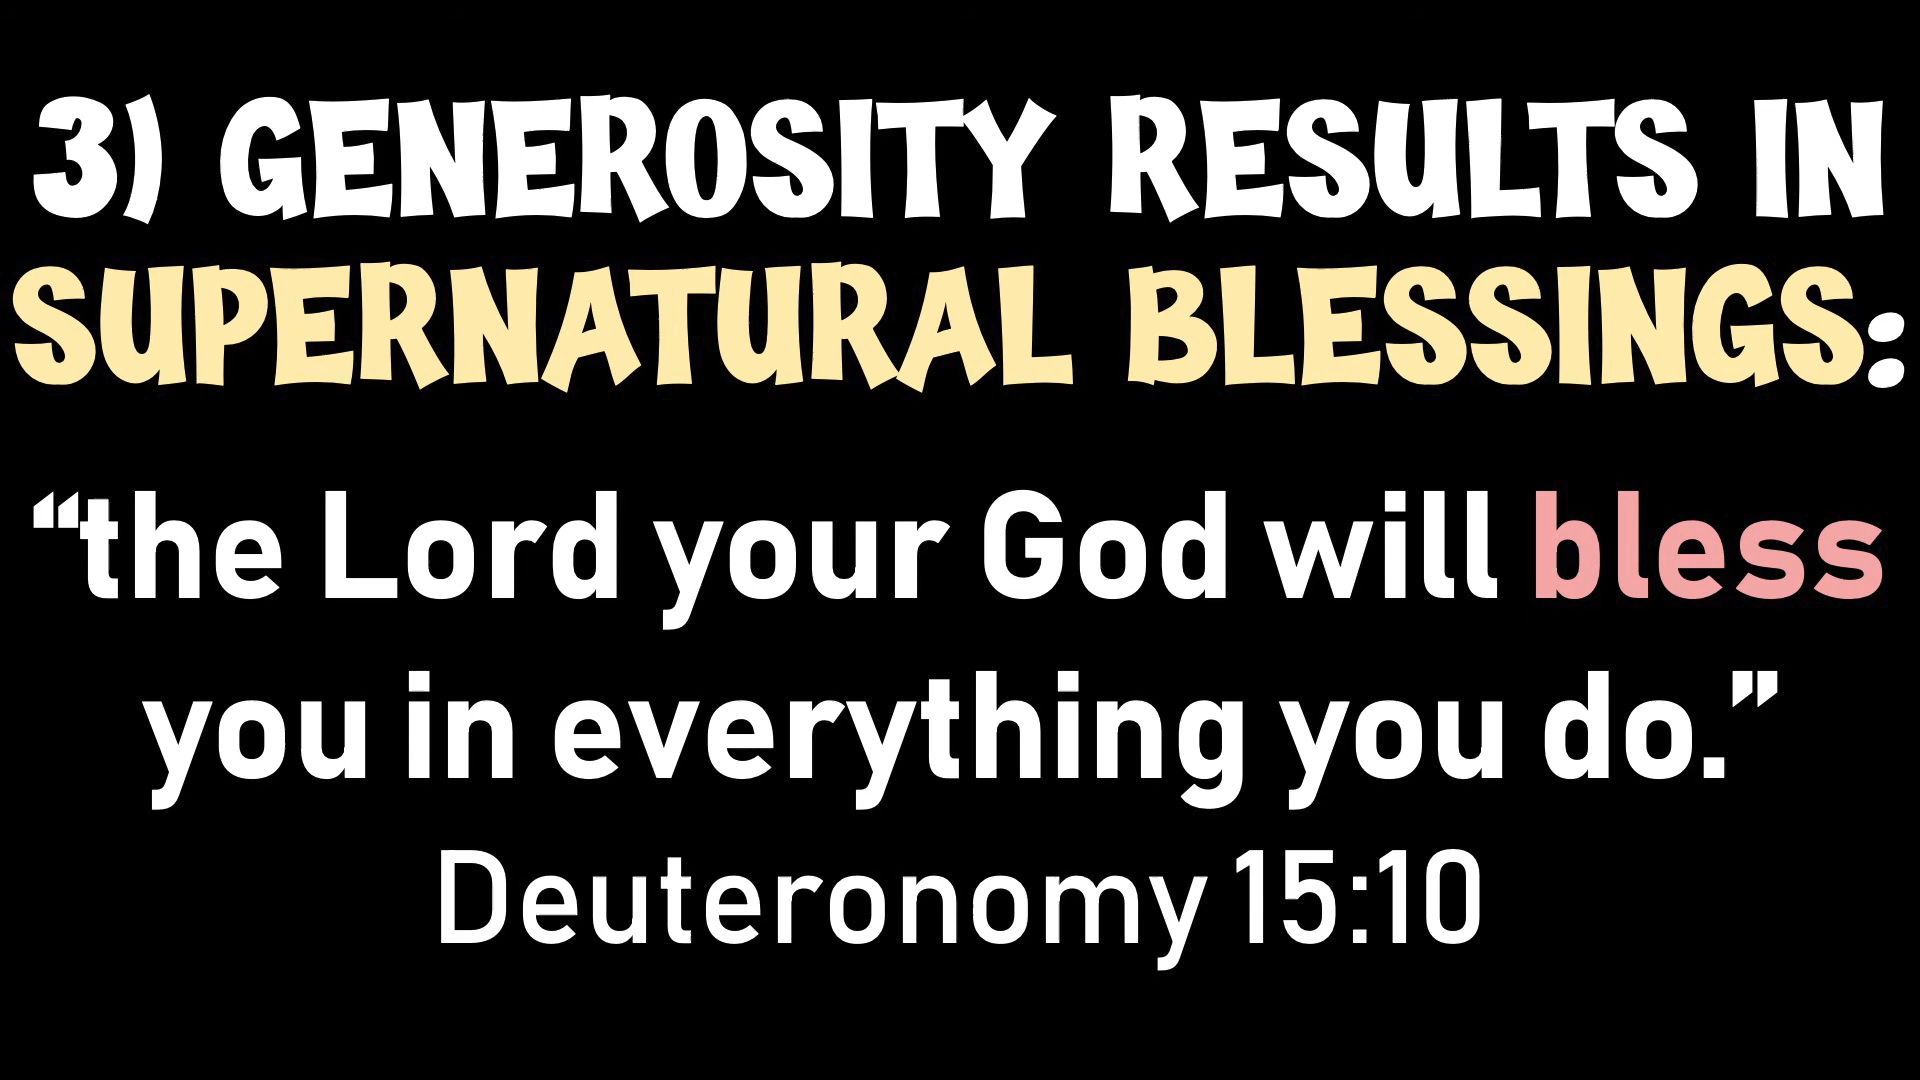 3) GENEROSITY RESULTS IN
SUPERNATURAL BLESSINGS:
“the Lord your God will bless
you in everything you do.”
Deuteronomy 15:10